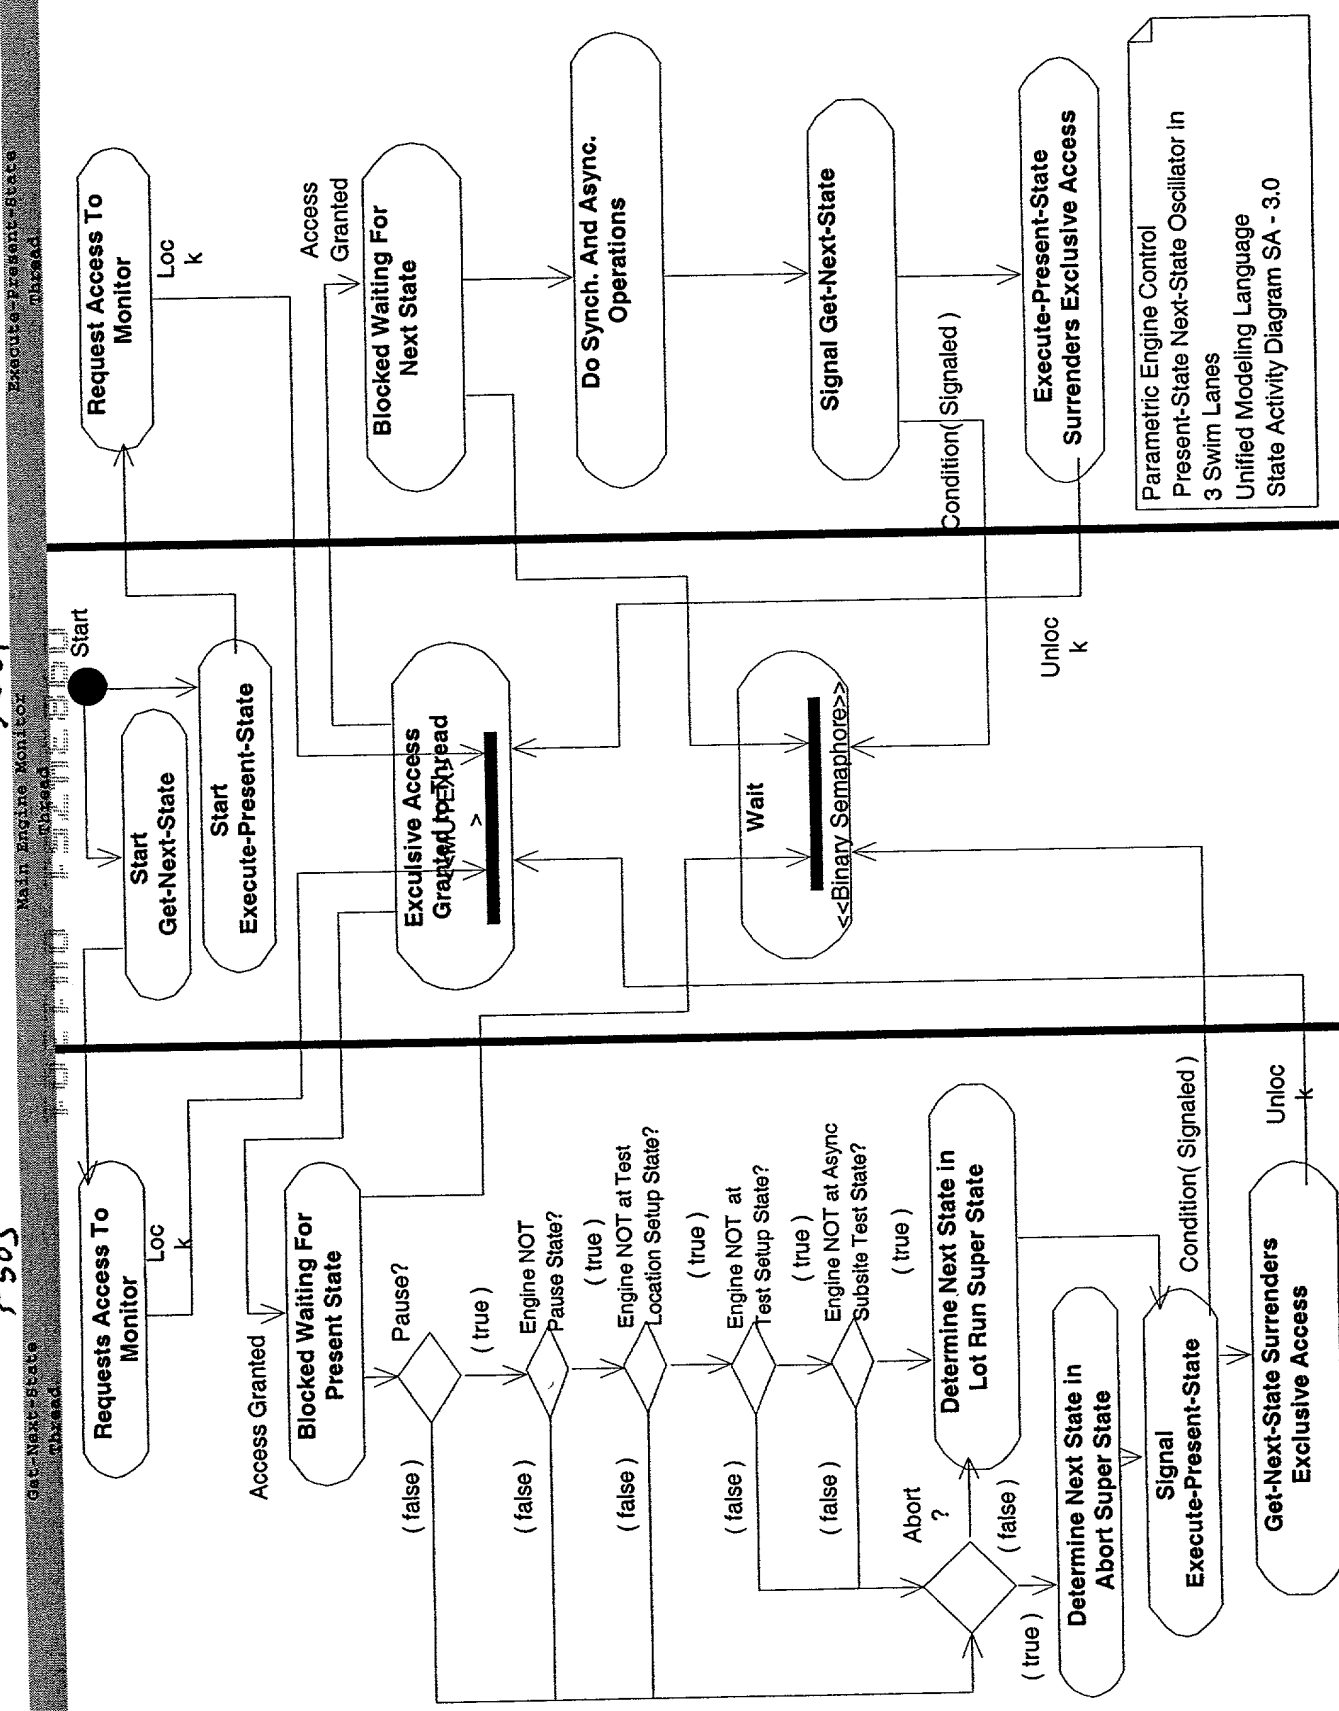 Get-Next-State
Thread
Main Engine Monitor
Thread
Execute-Present-State
Thread
Start
Start
Get-Next-State
Start
Execute-Present-State
Requests Access To
Monitor
Loc
k
Request Access To
Monitor
Loc
k
Access Granted
Access
Granted
Blocked Waiting For
Present State
Exculsive Access
Granted to Thread
>
Blocked Waiting For
Next State
Pause?
( true )
( false )
Engine NOT
Pause State?
( true )
( false )
Engine NOT at Test
Location Setup State?
( true )
( false )
Engine NOT at
Test Setup State?
( true )
( false )
Engine NOT at Async
Subsite Test State?
( true )
( false )
Abort
?
( false )
( true )
Determine Next State in
Lot Run Super State
Determine Next State in
Abort Super State
Signal
Execute-Present-State
Condition( Signaled )
Get-Next-State Surrenders
Exclusive Access
Unloc
k
Wait
<<Binary Semaphore>>
Do Synch. And Async.
Operations
Signal Get-Next-State
Condition( Signaled )
Execute-Present-State
Surrenders Exclusive Access
Unloc
k
Parametric Engine Control
Present-State Next-State Oscillator In
3 Swim Lanes
Unified Modeling Language
State Activity Diagram SA - 3.0